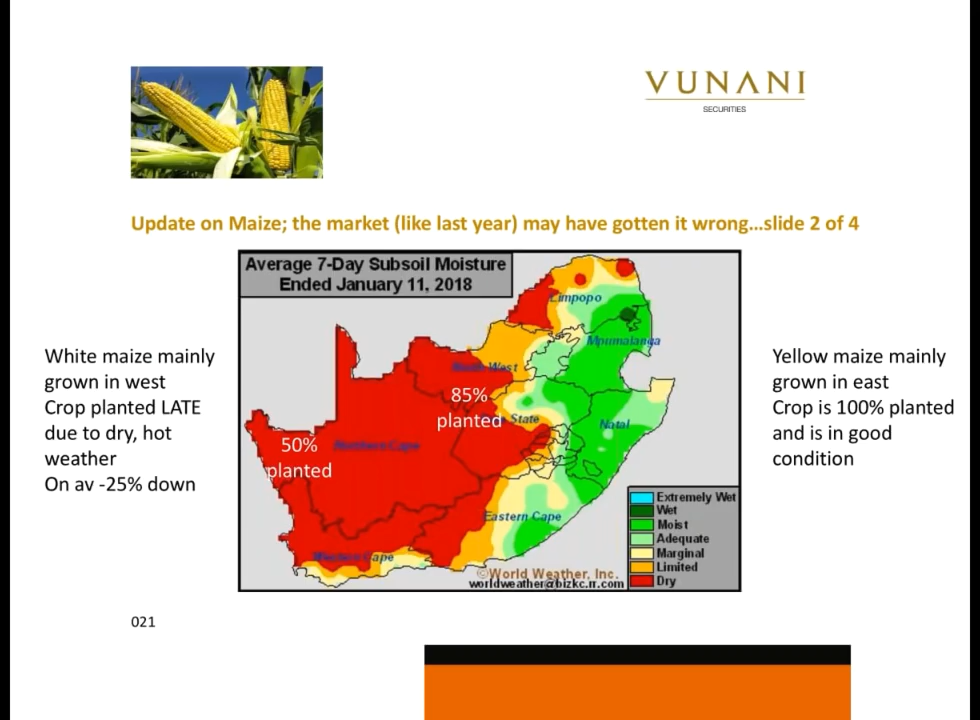 VUNANI
SECURITIES
Update on Maize; the market (like last year) may have gotten it wrong...slide 2 of 4
Average 7-Day Subsoil Moisture
Ended January 11, 2018
White maize mainly
grown in west
Crop planted LATE
due to dry, hot
weather
On av -25% down
Limpopo
Mpumalanga
North West
85%
planted
State
Natal
50%
planted
Northern Cape
Eastern Cape
Western Cape
Yellow maize mainly
grown in east
Crop is 100% planted
and is in good
condition
Extremely Wet
Wet
Moist
Adequate
Marginal
Limited
Dry
©World Weather, Inc.
worldweather@bizkc.rr.com
021